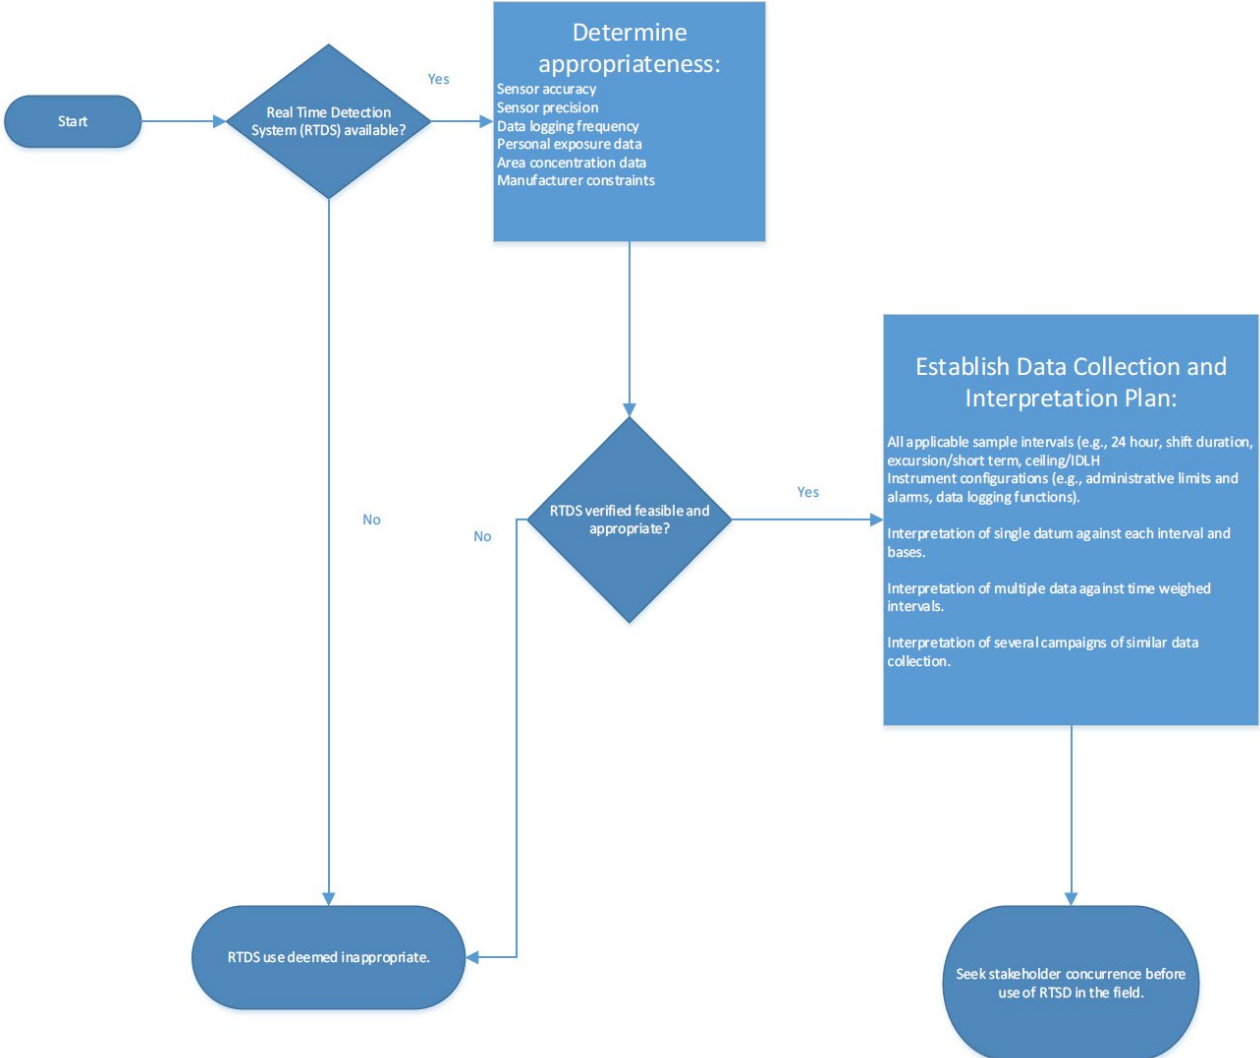 Start
Real Time Detection
System (RTDS) available?
Yes
Determine
appropriateness:
Sensor accuracy
Sensor precision
Data logging frequency
Personal exposure data
Area concentration data
Manufacturer constraints
No
RTDS verified feasible and
appropriate?
No
Yes
Establish Data Collection and
Interpretation Plan:
All applicable sample intervals (e.g., 24 hour, shift duration,
excursion/short term, ceiling/IDLH
Instrument configurations (e.g., administrative limits and
alarms, data logging functions).
Interpretation of single datum against each interval and
bases.
Interpretation of multiple data against time weighed
intervals.
Interpretation of several campaigns of similar data
collection.
RTDS use deemed inappropriate.
Seek stakeholder concurrence before
use of RTSD in the field.